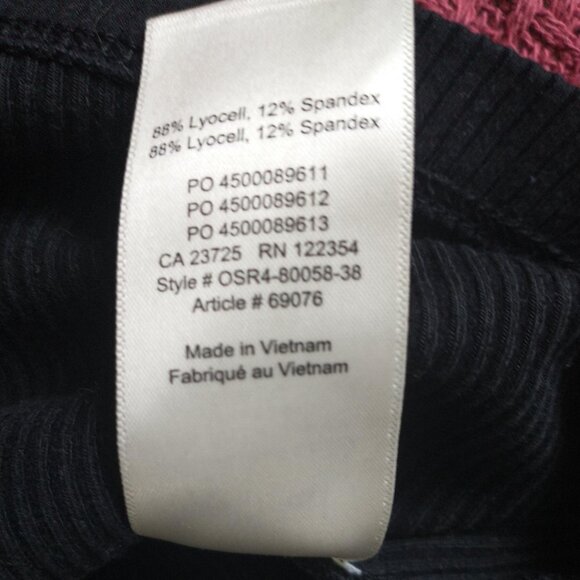 88% Lyocell, 12% Spandex
88% Lyocell, 12% Spandex
PO 4500089611
PO 4500089612
PO 4500089613
CA 23725 RN 122354
Style # OSR4-80058-38
Article # 69076
Made in Vietnam
Fabriqué au Vietnam